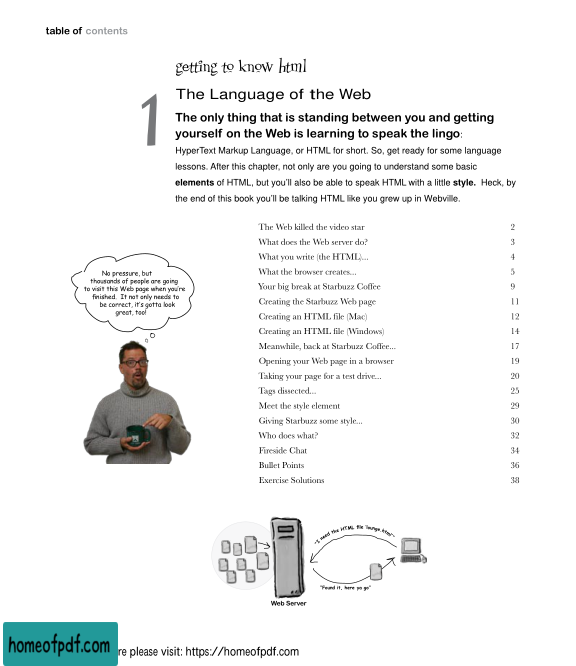 table of contents
getting to know html
1
The Language of the Web
The only thing that is standing between you and getting
yourself on the Web is learning to speak the lingo:
HyperText Markup Language, or HTML for short. So, get ready for some language
lessons. After this chapter, not only are you going to understand some basic
elements of HTML, but you'll also be able to speak HTML with a little style. Heck, by
the end of this book you'll be talking HTML like you grew up in Webville.
The Web killed the video star 2
What does the Web server do? 3
What you write (the HTML)... 4
What the browser creates... 5
Your big break at Starbuzz Coffee 9
Creating the Starbuzz Web page 11
Creating an HTML file (Mac) 12
Creating an HTML file (Windows) 14
Meanwhile, back at Starbuzz Coffee... 17
Opening your Web page in a browser 19
Taking your page for a test drive... 20
Tags dissected... 25
Meet the style element 29
Giving Starbuzz some style... 30
Who does what? 32
Fireside Chat 34
Bullet Points 36
Exercise Solutions 38
No pressure, but
thousands of people are going
to visit this Web page when you're
finished. It not only needs to
be correct, it's gotta look
great, too!
"I need the HTML file 'lounge.html'"
"Found it, here ya go"
Web Server
homeofpdf.com
re please visit: https://homeofpdf.com